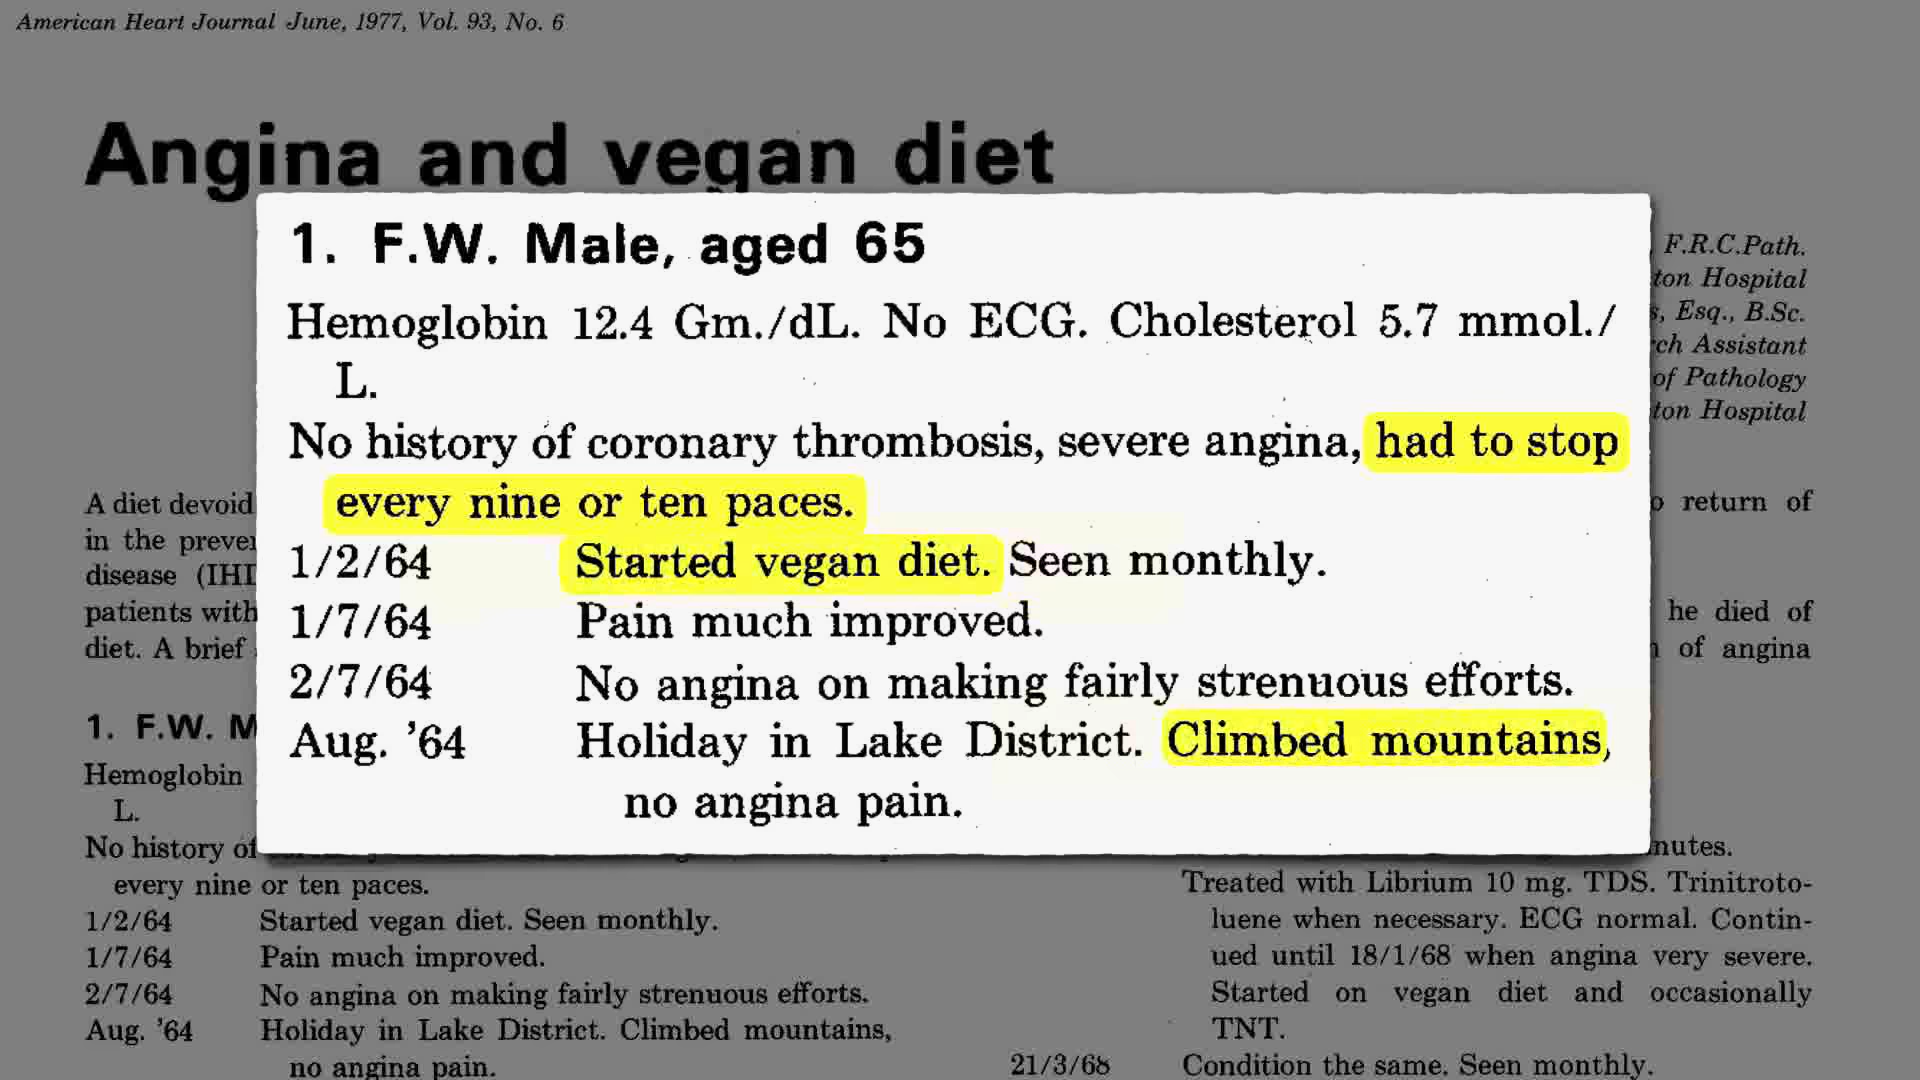 American Heart Journal June, 1977, Vol. 93, No. 6
Angina and vegan diet
1. F.W. Male, aged 65
Hemoglobin 12.4 Gm./dL. No ECG. Cholesterol 5.7 mmol./
L.
No history of coronary thrombosis, severe angina, had to stop
every nine or ten paces.
1/2/64 Started vegan diet. Seen monthly.
1/7/64 Pain much improved.
2/7/64 No angina on making fairly strenuous efforts.
Aug. '64 Holiday in Lake District. Climbed mountains,
no angina pain.
F.R.C.Path.
Hospital
Esq., B.Sc.
Assistant
of Pathology
Hospital
A diet devoid
in the
disease
patients with
diet. A brief
return of
he died of
of angina
1. F.W.
Hemoglobin
L.
No history of
every nine or ten paces.
1/2/64 Started vegan diet. Seen monthly.
1/7/64 Pain much improved.
2/7/64 No angina on making fairly strenuous efforts.
Aug. '64 Holiday in Lake District. Climbed mountains,
no angina pain.
Treated with Librium 10 mg. TDS. Trinitroto-
luene when necessary. ECG normal. Contin-
ued until 18/1/68 when angina very severe.
Started on vegan diet and occasionally
TNT.
21/3/68 Condition the same. Seen monthly.